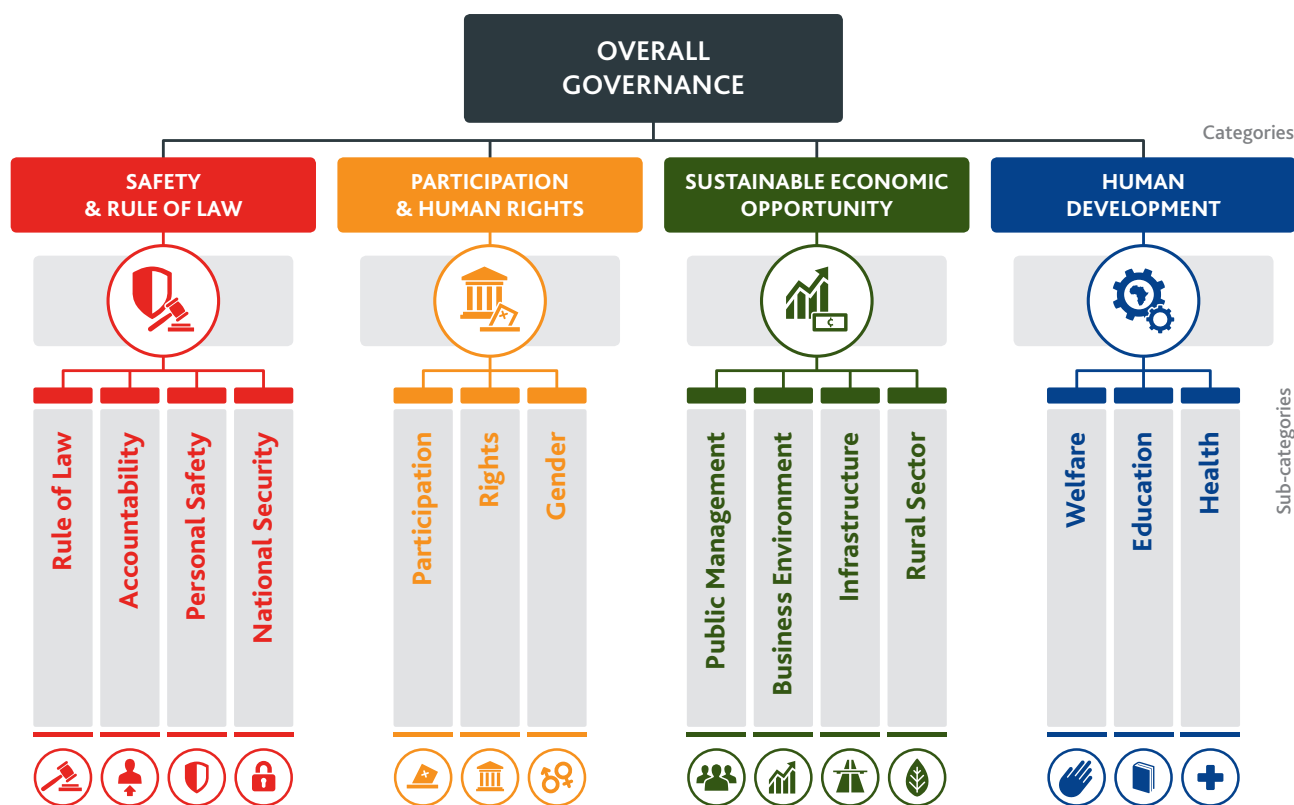 OVERALL
GOVERNANCE
Categories
SAFETY
& RULE OF LAW
PARTICIPATION
& HUMAN RIGHTS
SUSTAINABLE ECONOMIC
OPPORTUNITY
HUMAN
DEVELOPMENT
¢
Rule of Law
Accountability
Personal Safety
National Security
Participation
Rights
Gender
Public Management
Business Environment
Infrastructure
Rural Sector
Welfare
Education
Health
Sub-categories